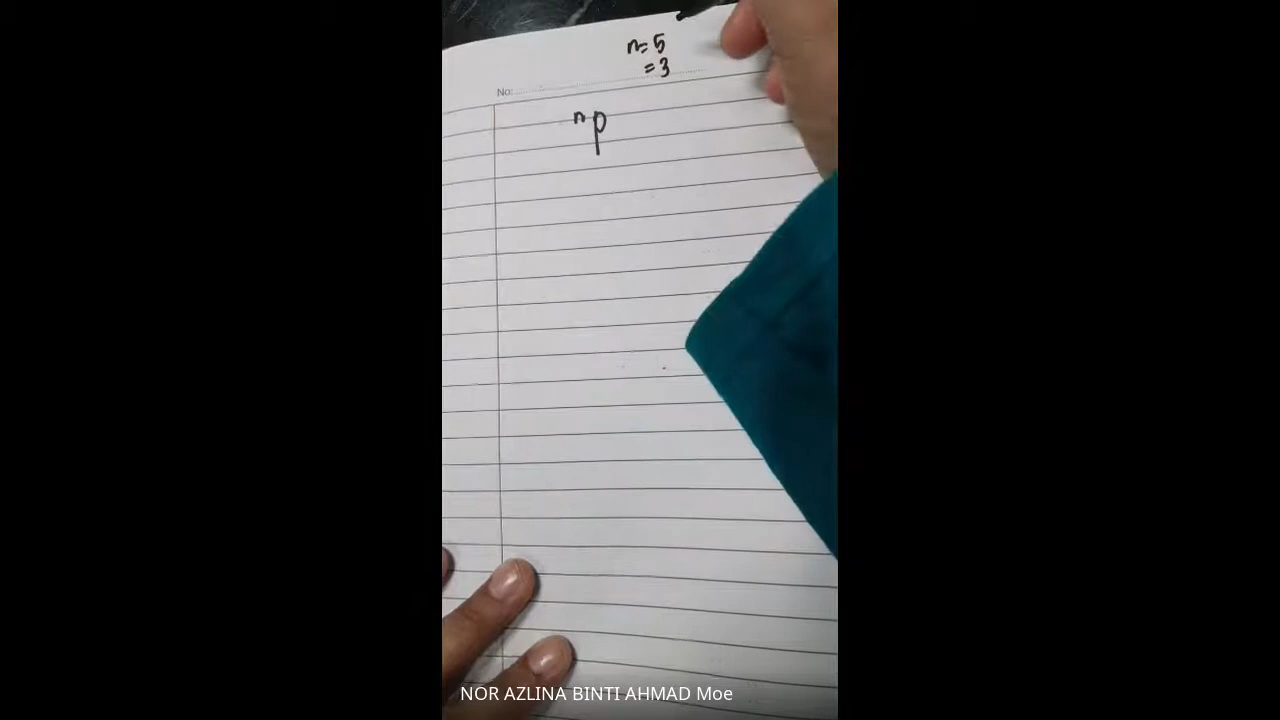 n= 5
= 3
No:
ⁿP
NOR AZLINA BINTI AHMAD Moe